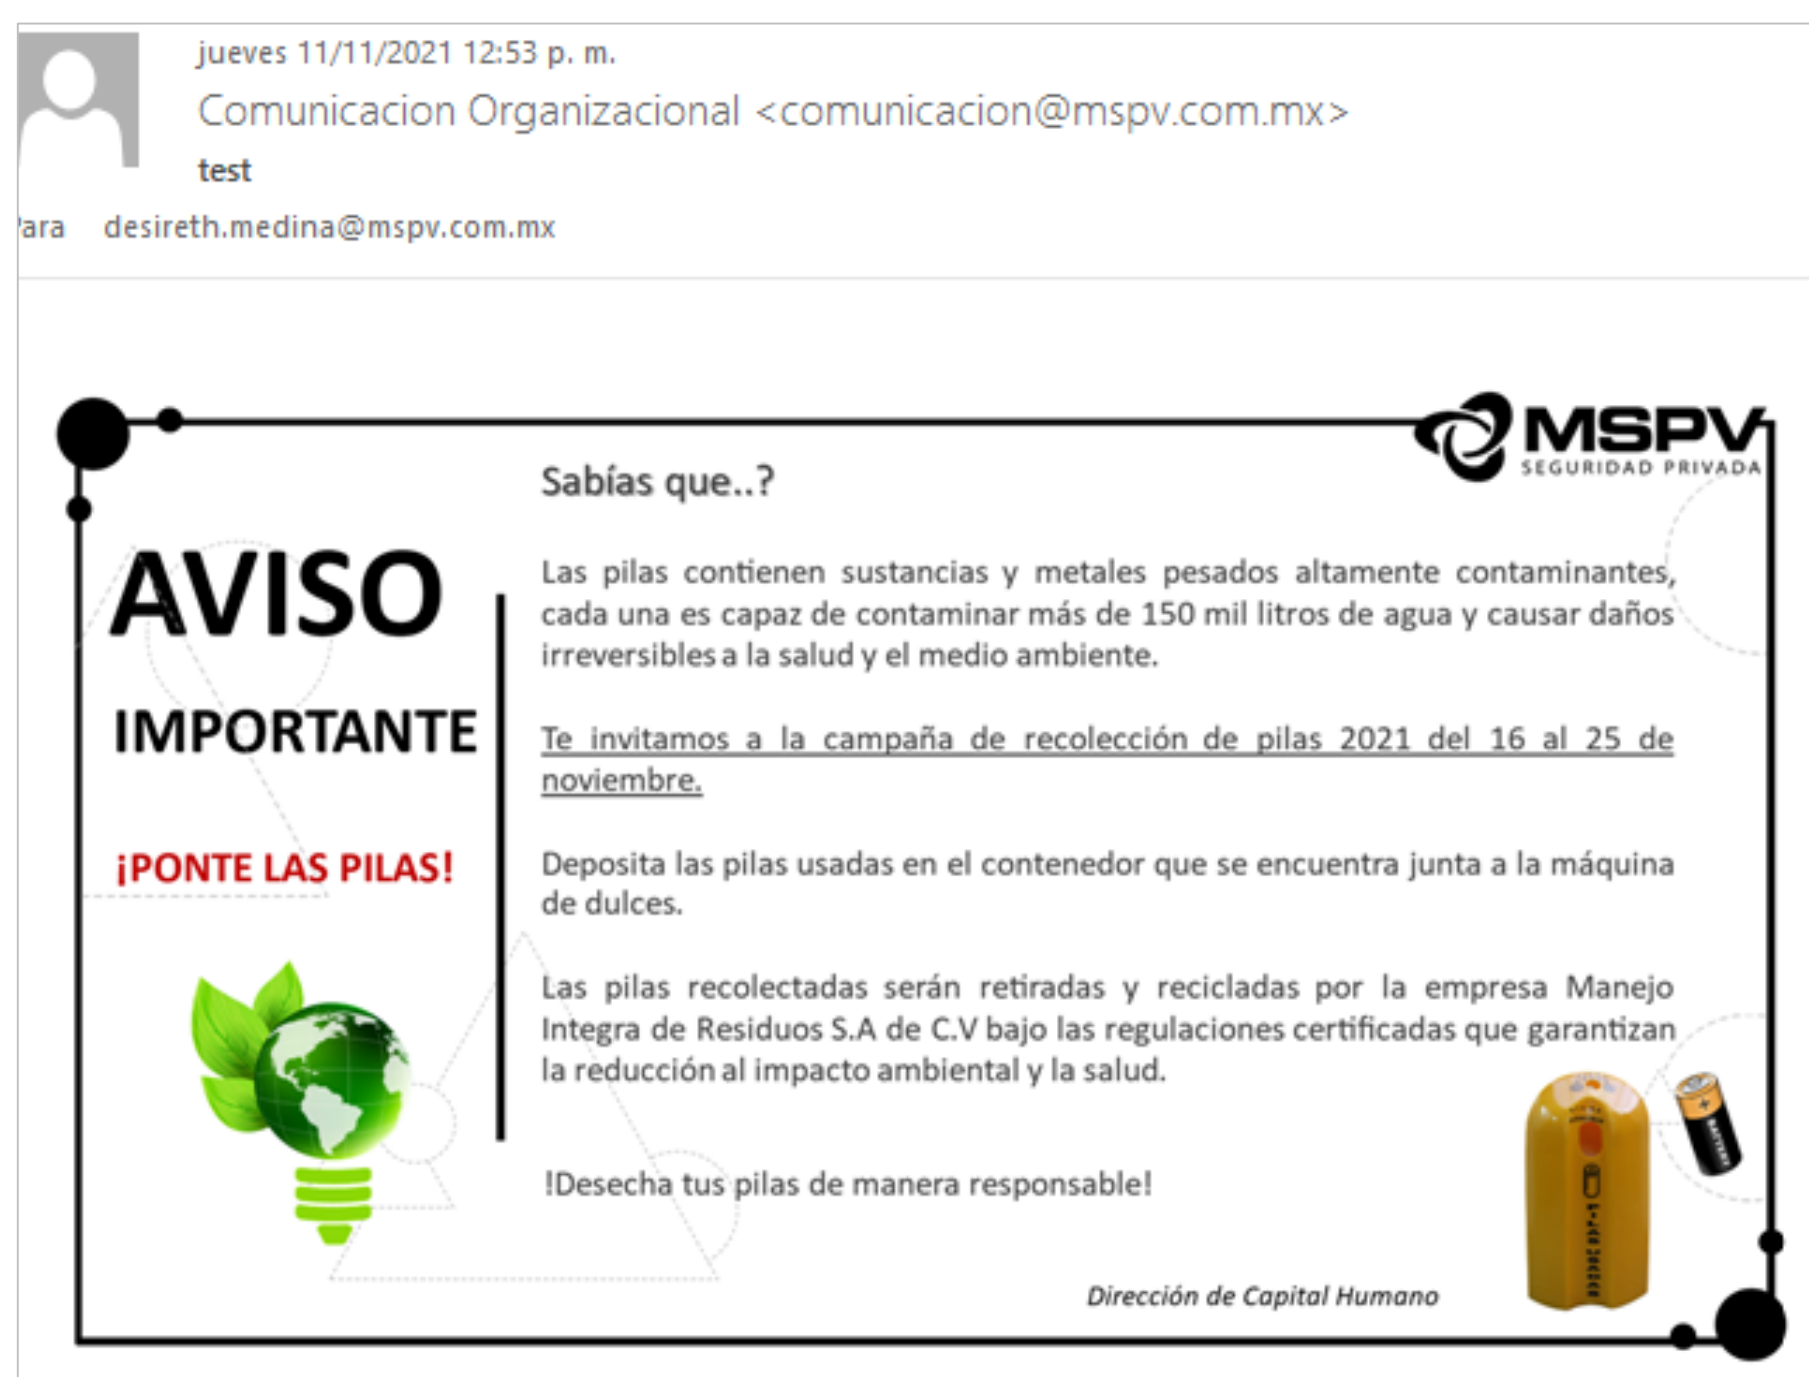 jueves 11/11/2021 12:53 p. m.
Comunicacion Organizacional <comunicacion@mspv.com.mx>
test
ara desireth.medina@mspv.com.mx
MSPV
SEGURIDAD PRIVADA
AVISO
IMPORTANTE
¡PONTE LAS PILAS!
Sabías que..?
Las pilas contienen sustancias y metales pesados altamente contaminantes,
cada una es capaz de contaminar más de 150 mil litros de agua y causar daños
irreversibles a la salud y el medio ambiente.
Te invitamos a la campaña de recolección de pilas 2021 del 16 al 25 de
noviembre.
Deposita las pilas usadas en el contenedor que se encuentra junta a la máquina
de dulces.
Las pilas recolectadas serán retiradas y recicladas por la empresa Manejo
Integra de Residuos S.A de C.V bajo las regulaciones certificadas que garantizan
la reducción al impacto ambiental y la salud.
!Desecha tus pilas de manera responsable!
BATTERY
Dirección de Capital Humano